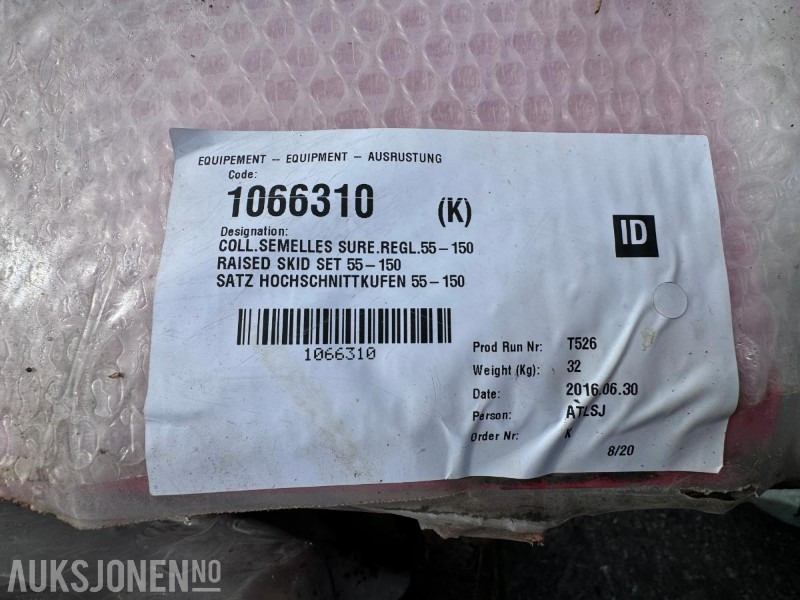 EQUIPEMENT – EQUIPMENT – AUSRUSTUNG
Code:
1066310 (K)
ID
Designation:
COLL.SEMELLES SURE.REGL.55–150
RAISED SKID SET 55–150
SATZ HOCHSCHNITTKUFEN 55–150
1066310
Prod Run Nr: T526
Weight (Kg): 32
Date: 2016.06.30
Person: ATLSJ
Order Nr: K
8/20
AUKSJONEN.NO